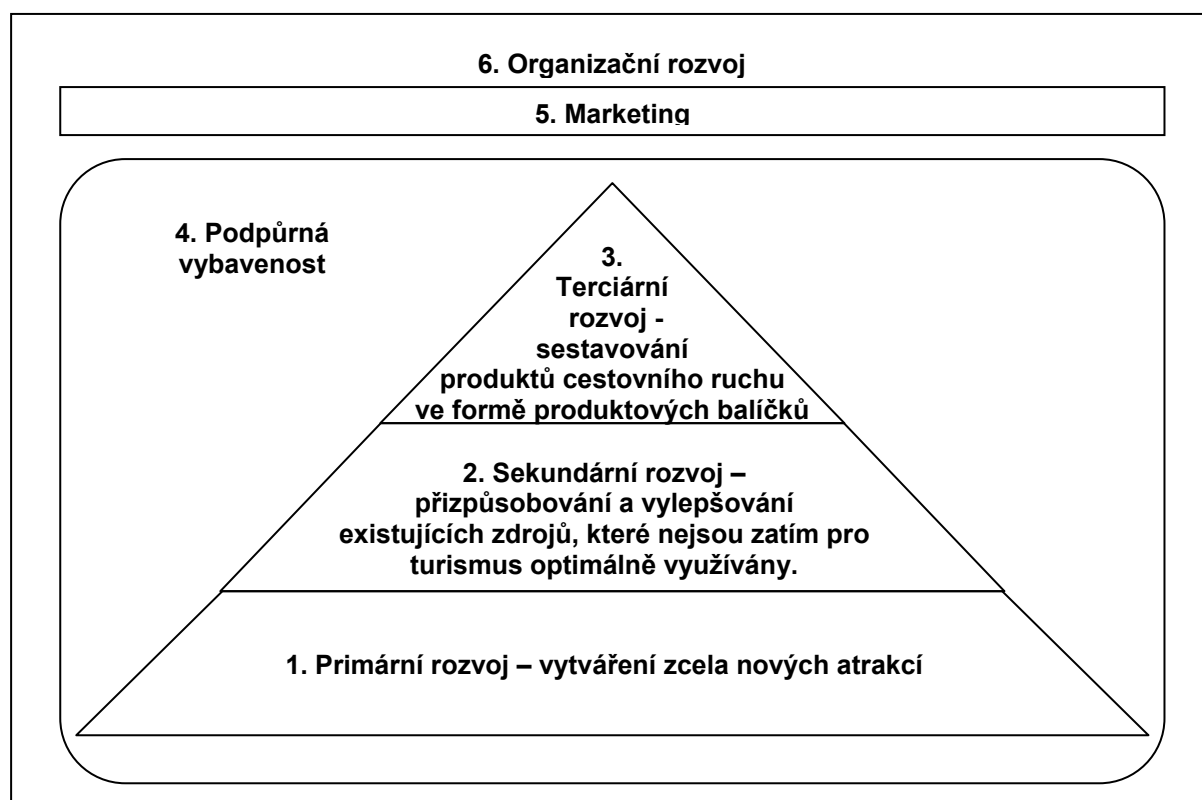 6. Organizační rozvoj
5. Marketing
4. Podpůrná
vybavenost
3.
Terciární
rozvoj -
sestavování
produktů cestovního ruchu
ve formě produktových balíčků
2. Sekundární rozvoj –
přizpůsobování a vylepšování
existujících zdrojů, které nejsou zatím pro
turismus optimálně využívány.
1. Primární rozvoj – vytváření zcela nových atrakcí